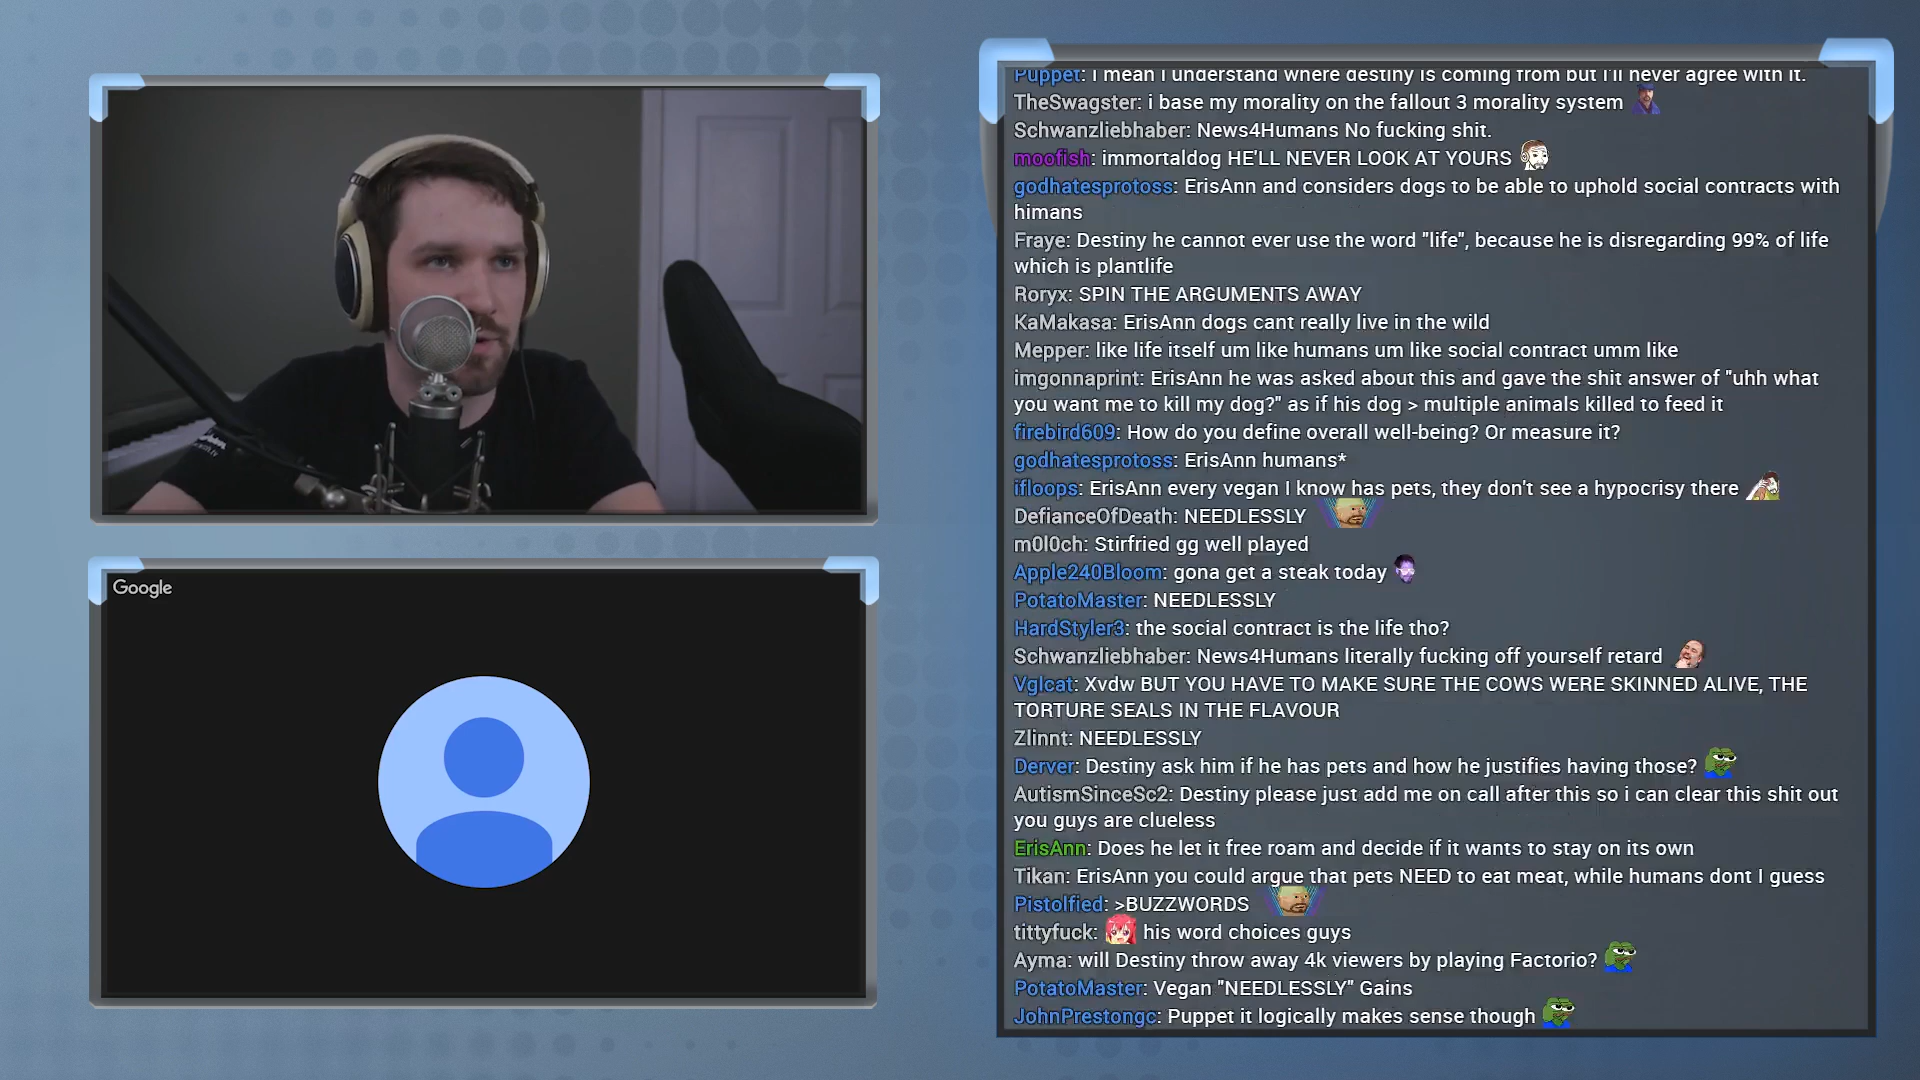 Google
Puppet: I mean I understand where destiny is coming from but I'll never agree with it.
TheSwagster: i base my morality on the fallout 3 morality system
Schwanzliebhaber: News4Humans No fucking shit.
moofish: immortaldog HE'LL NEVER LOOK AT YOURS
godhatesprotoss: ErisAnn and considers dogs to be able to uphold social contracts with
himans
Fraye: Destiny he cannot ever use the word "life", because he is disregarding 99% of life
which is plantlife
Roryx: SPIN THE ARGUMENTS AWAY
KaMakasa: ErisAnn dogs cant really live in the wild
Mepper: like life itself um like humans um like social contract umm like
imgonnaprint: ErisAnn he was asked about this and gave the shit answer of "uhh what
you want me to kill my dog?" as if his dog > multiple animals killed to feed it
firebird609: How do you define overall well-being? Or measure it?
godhatesprotoss: ErisAnn humans*
ifloops: ErisAnn every vegan I know has pets, they don't see a hypocrisy there
DefianceOfDeath: NEEDLESSLY
m0l0ch: Stirfried gg well played
Apple240Bloom: gona get a steak today
PotatoMaster: NEEDLESSLY
HardStyler3: the social contract is the life tho?
Schwanzliebhaber: News4Humans literally fucking off yourself retard
Vglcat: Xvdw BUT YOU HAVE TO MAKE SURE THE COWS WERE SKINNED ALIVE, THE
TORTURE SEALS IN THE FLAVOUR
Zlinnt: NEEDLESSLY
Derver: Destiny ask him if he has pets and how he justifies having those?
AutismSinceSc2: Destiny please just add me on call after this so i can clear this shit out
you guys are clueless
ErisAnn: Does he let it free roam and decide if it wants to stay on its own
Tikan: ErisAnn you could argue that pets NEED to eat meat, while humans dont I guess
Pistolfied: >BUZZWORDS
tittyfuck: his word choices guys
Ayma: will Destiny throw away 4k viewers by playing Factorio?
PotatoMaster: Vegan "NEEDLESSLY" Gains
JohnPrestongc: Puppet it logically makes sense though